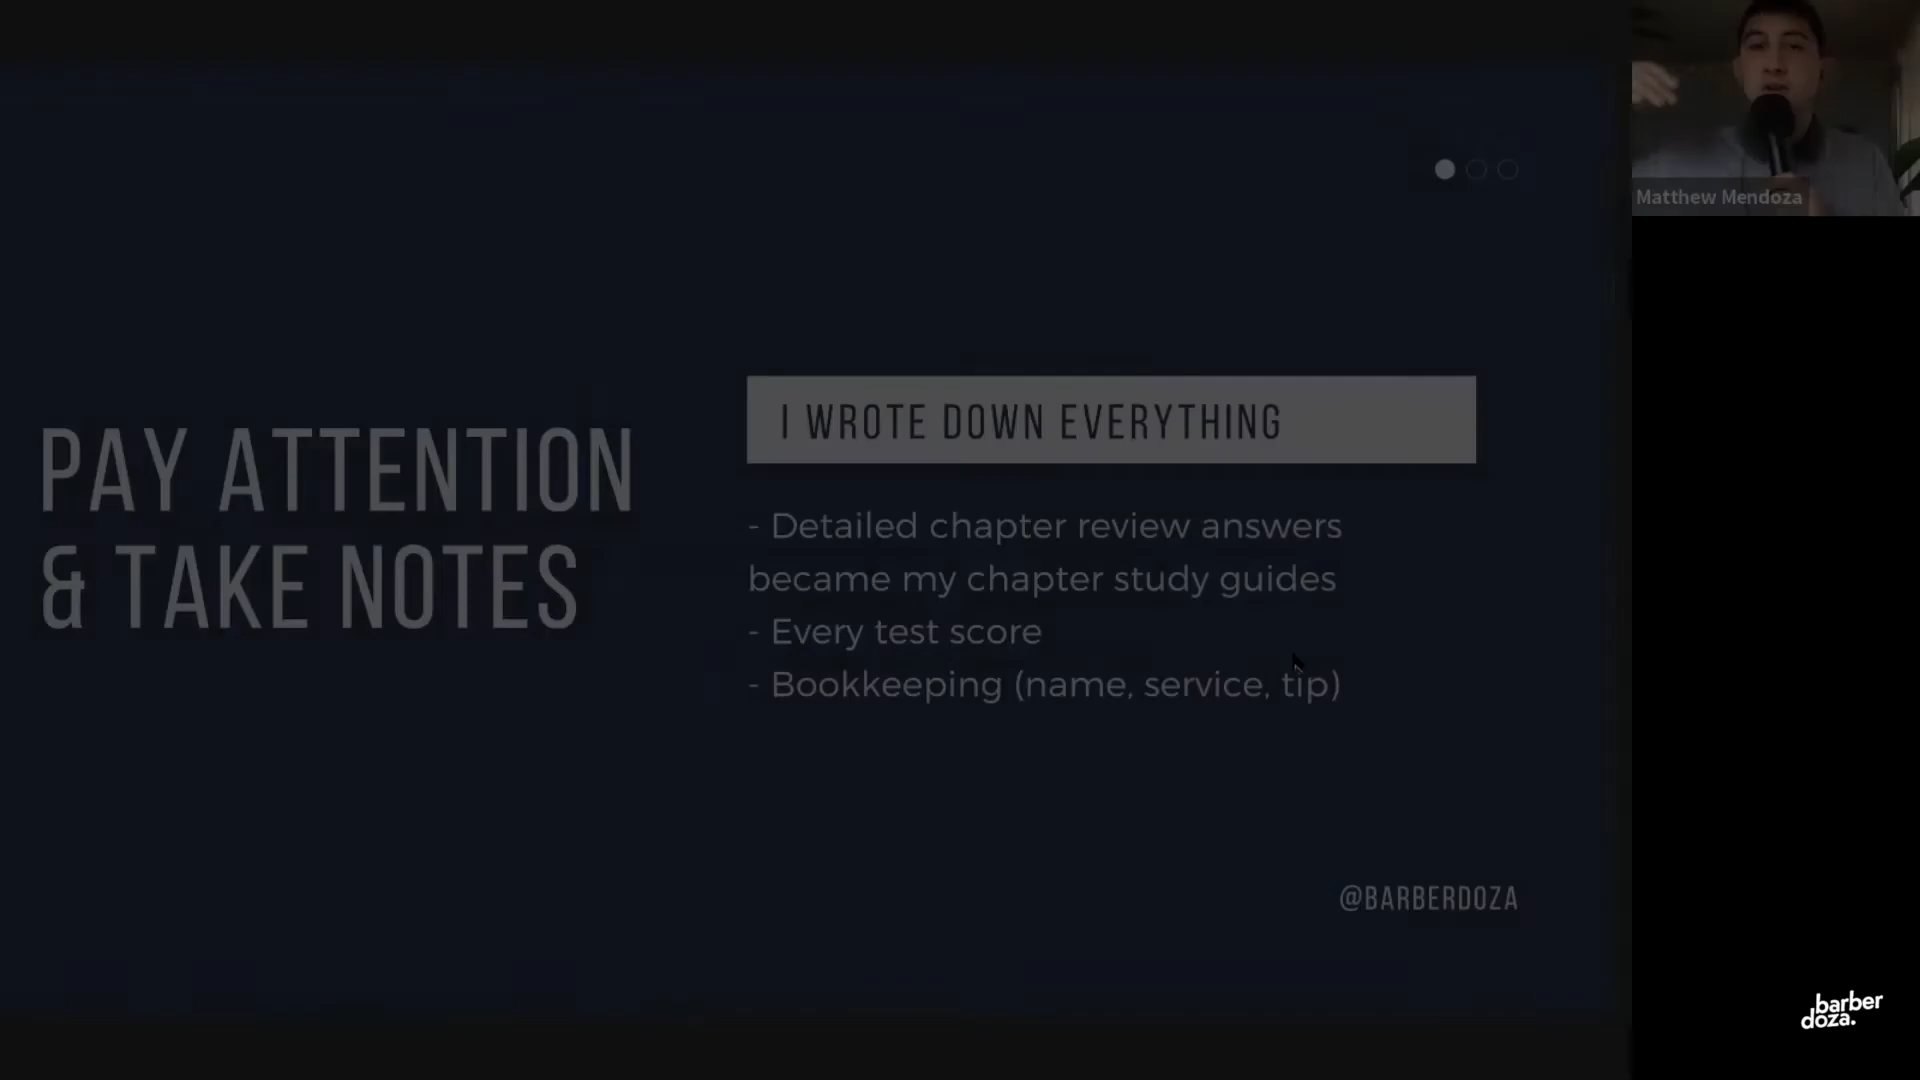 PAY ATTENTION
& TAKE NOTES
I WROTE DOWN EVERYTHING
- Detailed chapter review answers
became my chapter study guides
- Every test score
- Bookkeeping (name, service, tip)
@BARBERDOZA
Matthew Mendoza
barber
doza.